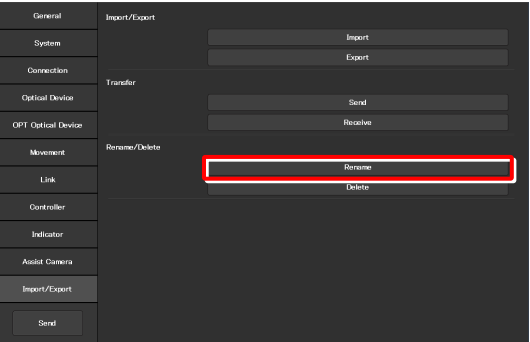 General
System
Connection
Optical Device
OPT Optical Device
Movement
Link
Controller
Indicator
Assist Camera
Import/Export
Send
Import/Export
Import
Export
Transfer
Send
Receive
Rename/Delete
Rename
Delete